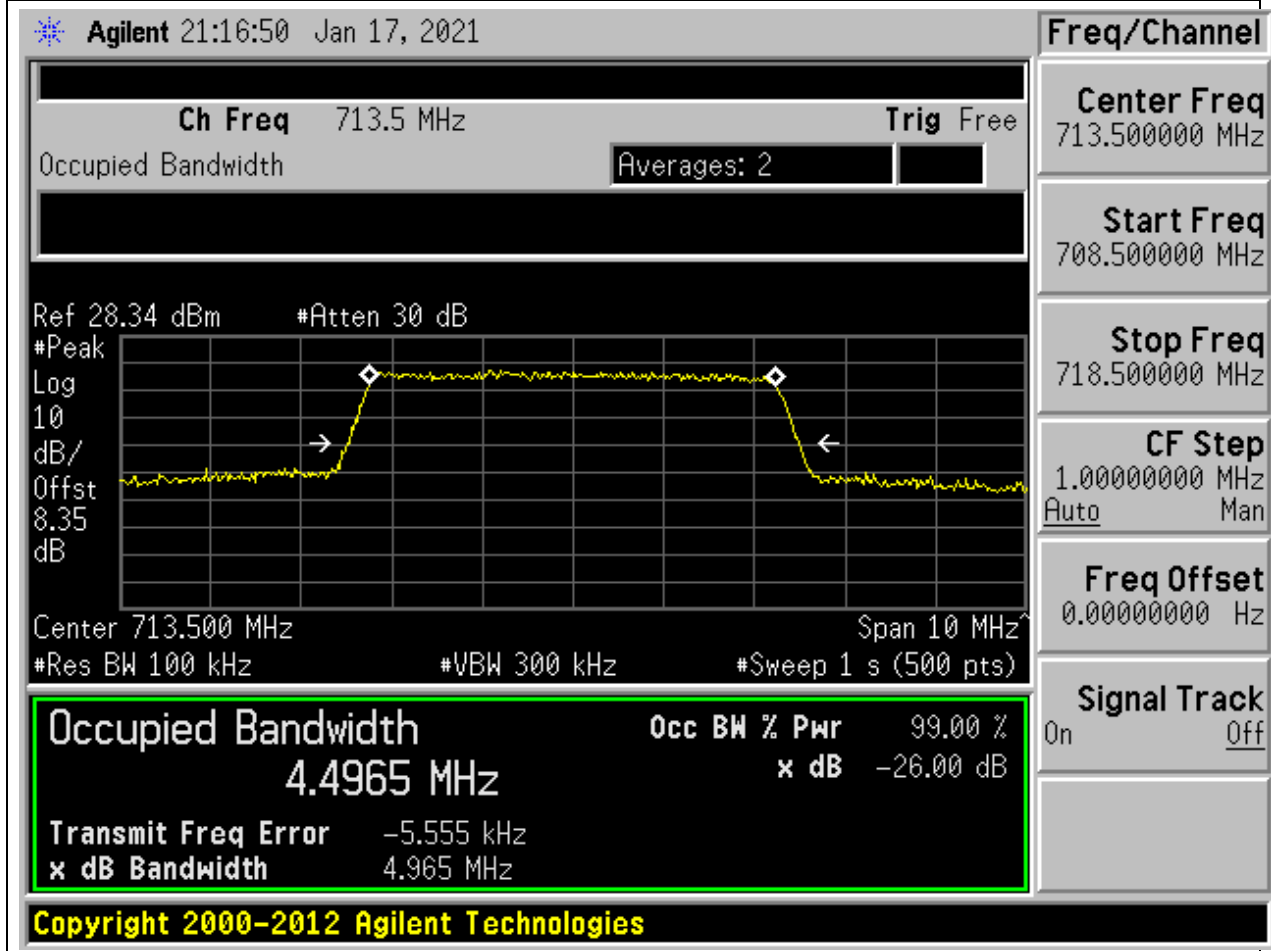 Agilent 21:16:50 Jan 17, 2021
Freq/Channel
Ch Freq 713.5 MHz Trig Free
Occupied Bandwidth Averages: 2
Ref 28.34 dBm #Atten 30 dB
#Peak
Log
10
dB/
Offst
8.35
dB
Center 713.500 MHz Span 10 MHz^
#Res BW 100 kHz #VBW 300 kHz #Sweep 1 s (500 pts)
Occupied Bandwidth
4.4965 MHz
Occ BW % Pwr 99.00 %
x dB -26.00 dB
Transmit Freq Error -5.555 kHz
x dB Bandwidth 4.965 MHz
Center Freq
713.500000 MHz
Start Freq
708.500000 MHz
Stop Freq
718.500000 MHz
CF Step
1.00000000 MHz
Auto Man
Freq Offset
0.00000000 Hz
Signal Track
On Off
Copyright 2000-2012 Agilent Technologies